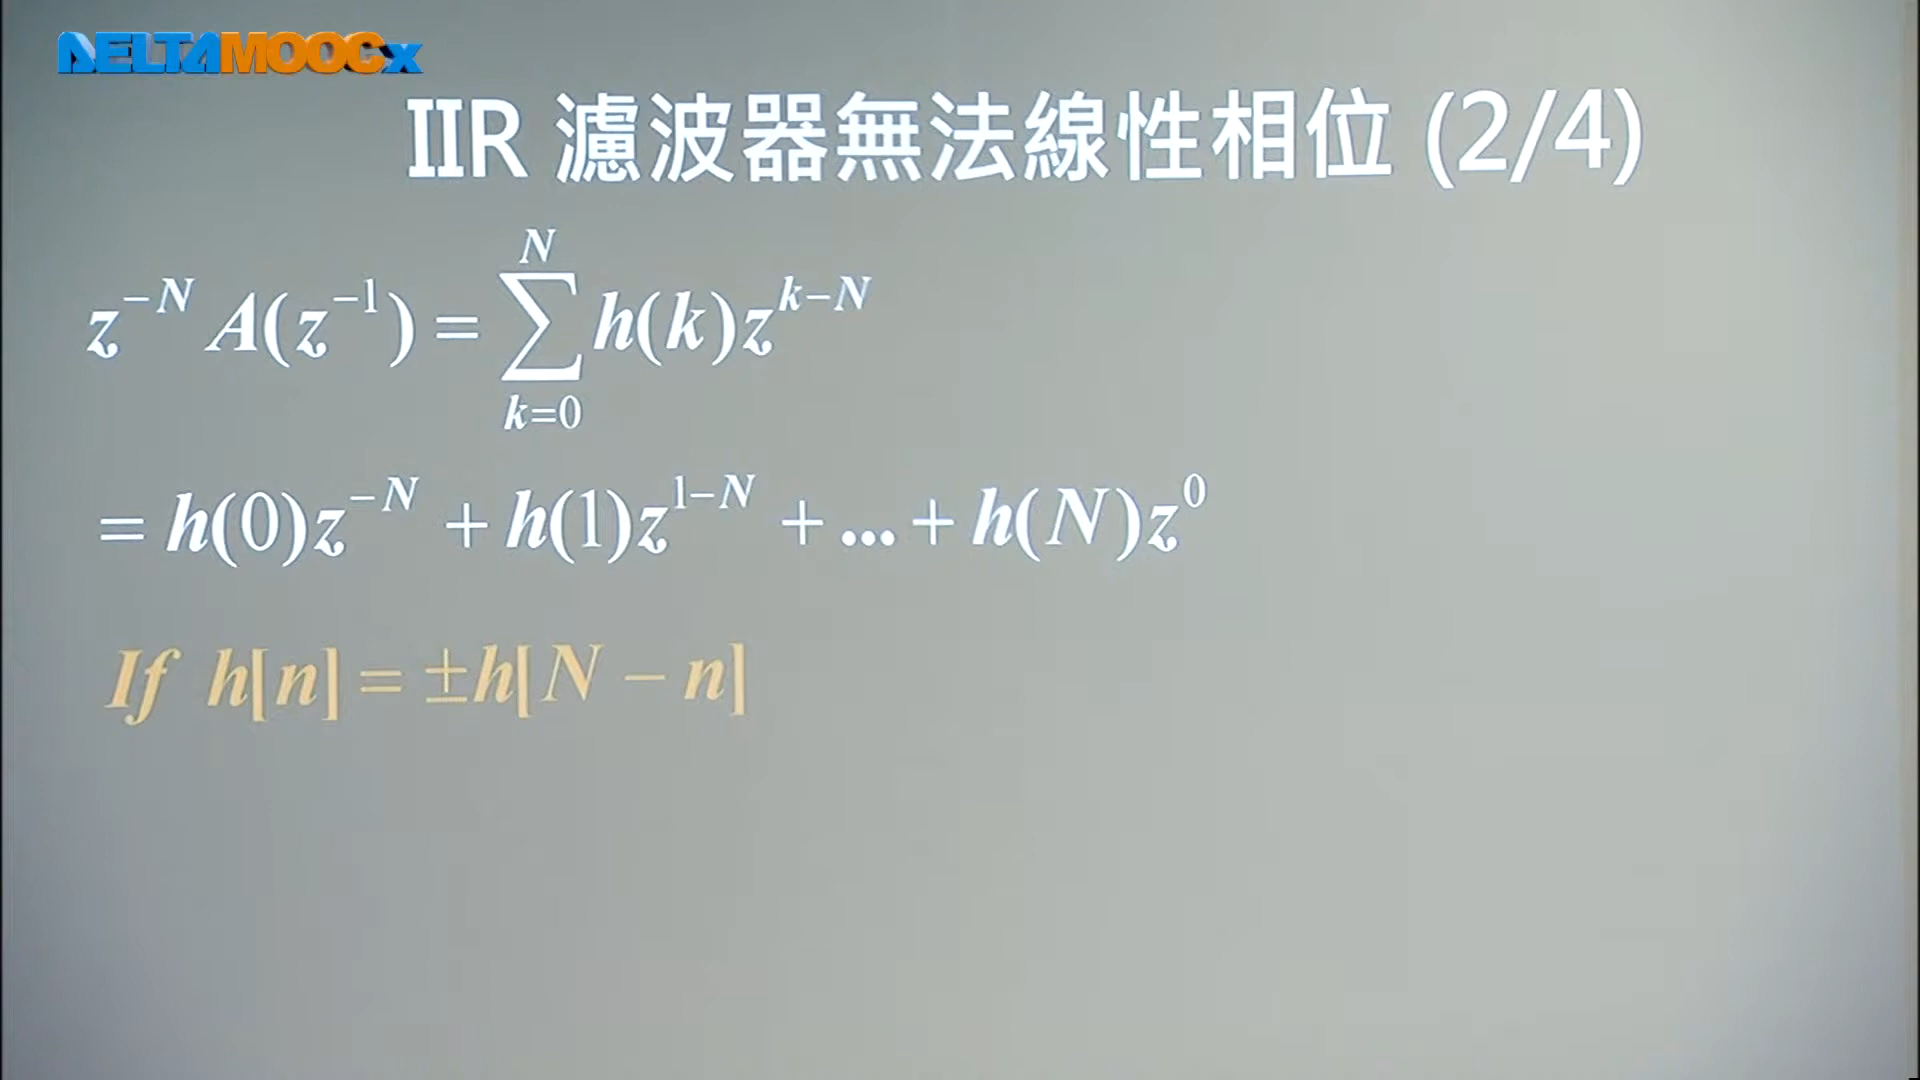 DELTAMOOCx
IIR 濾波器無法線性相位 (2/4)
z^{-N} A(z^{-1}) = \sum_{k=0}^{N} h(k)z^{k-N}
= h(0)z^{-N} + h(1)z^{1-N} + ... + h(N)z^{0}
If h[n] = ±h[N − n]